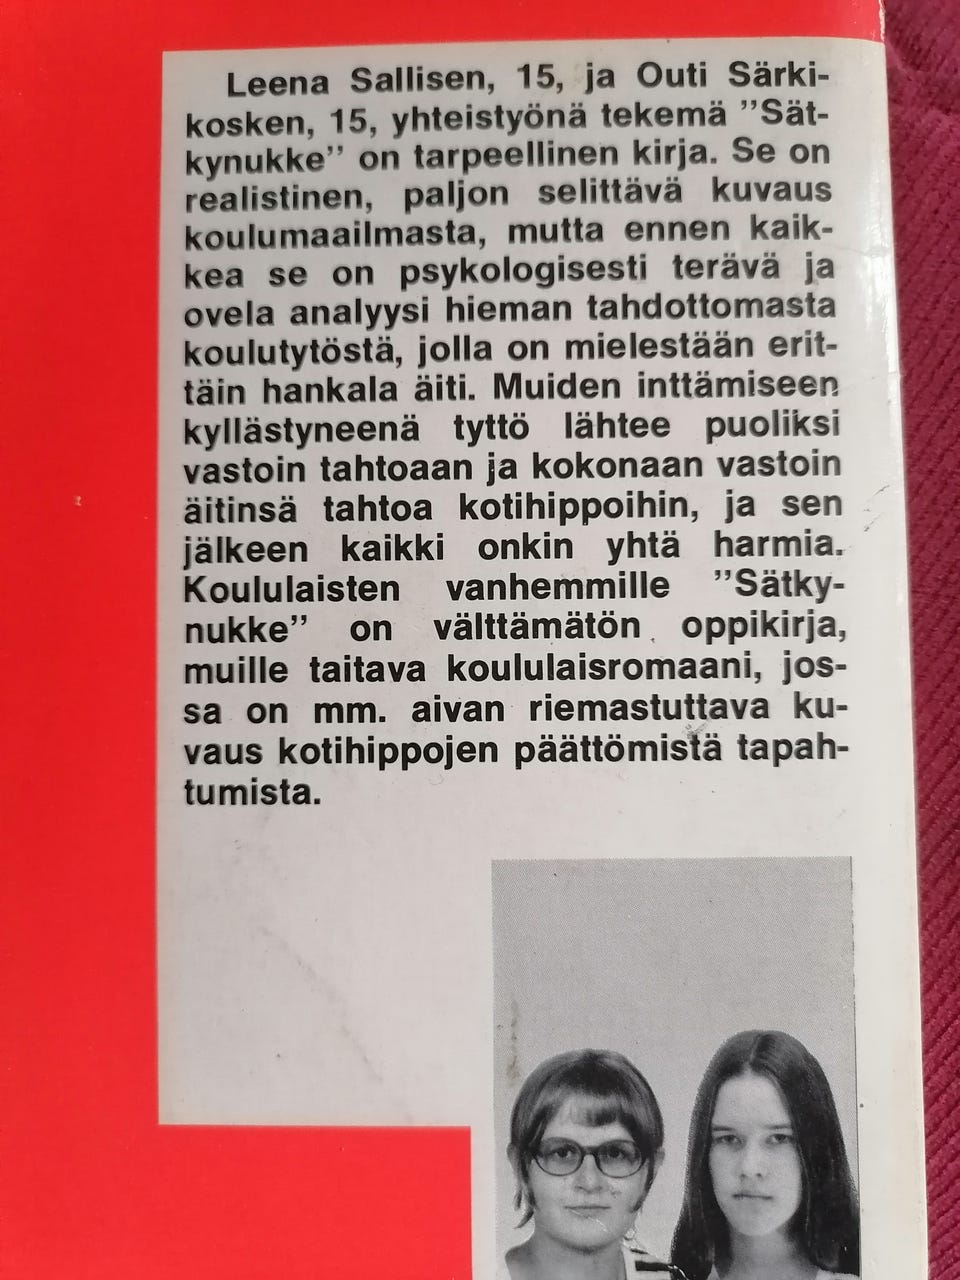 Leena Sallisen, 15, ja Outi Särki-
kosken, 15, yhteistyönä tekemä ”Sät-
kynukke” on tarpeellinen kirja. Se on
realistinen, paljon selittävä kuvaus
koulumaailmasta, mutta ennen kaik-
kea se on psykologisesti terävä ja
ovela analyysi hieman tahdottomasta
koulutytöstä, jolla on mielestään erit-
täin hankala äiti. Muiden inttämiseen
kyllästyneenä tyttö lähtee puoliksi
vastoin tahtoaan ja kokonaan vastoin
äitinsä tahtoa kotihippoihin, ja sen
jälkeen kaikki onkin yhtä harmia.
Koululaisten vanhemmille ”Sätky-
nukke” on välttämätön oppikirja,
muille taitava koululaisromaani, jos-
sa on mm. aivan riemastuttava ku-
vaus kotihippojen päättömistä tapah-
tumista.